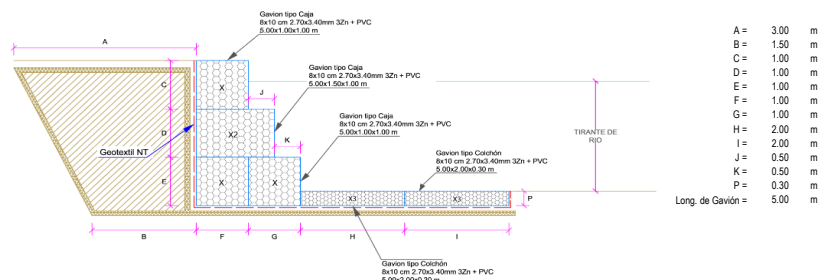 Gavion tipo Caja
8x10 cm 2.70x3.40mm 3Zn + PVC
5.00x1.00x1.00 m
A
Gavion tipo Caja
8x10 cm 2.70x3.40mm 3Zn + PVC
5.00x1.50x1.00 m
C
X
J
Gavion tipo Caja
8x10 cm 2.70x3.40mm 3Zn + PVC
5.00x1.00x1.00 m
D
X2
K
TIRANTE DE
RIO
Geotextil NT
Gavion tipo Colchón
8x10 cm 2.70x3.40mm 3Zn + PVC
5.00x2.00x0.30 m
E
X
X
X3
X3
P
B
F
G
H
I
Gavion tipo Colchón
8x10 cm 2.70x3.40mm 3Zn + PVC
5.00x2.00x0.30 m
A = 3.00 m
B = 1.50 m
C = 1.00 m
D = 1.00 m
E = 1.00 m
F = 1.00 m
G = 1.00 m
H = 2.00 m
I = 2.00 m
J = 0.50 m
K = 0.50 m
P = 0.30 m
Long. de Gavión = 5.00 m